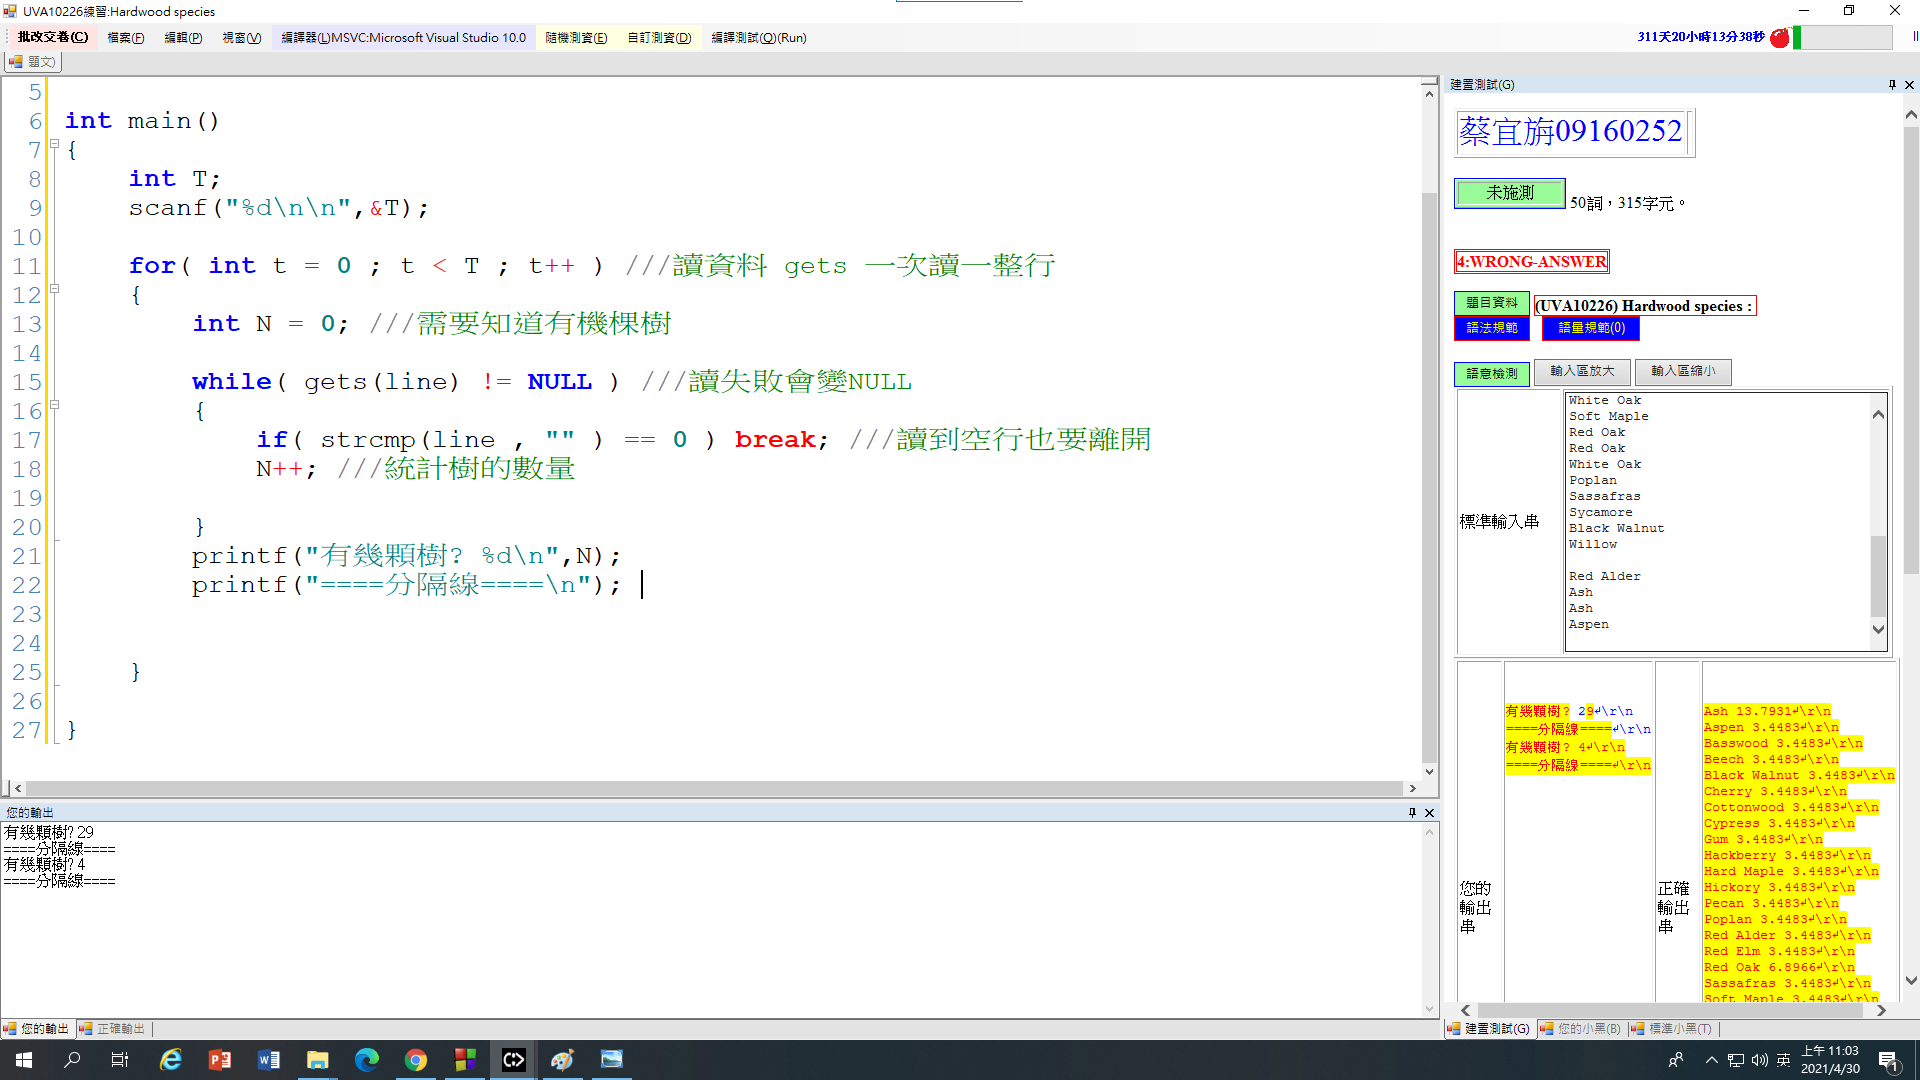 UVA10226練習:Hardwood species
批改交卷(C) 檔案(F) 編輯(P) 視窗(V) 編譯器(L)MSVC:Microsoft Visual Studio 10.0 隨機測資(E) 自訂測資(D) 編譯測試(Q)(Run) 311天20小時13分38秒
題文)
5
6 int main()
7 {
8 int T;
9 scanf("%d\n\n",&T);
10
11 for( int t = 0 ; t < T ; t++ ) ///讀資料 gets 一次讀一整行
12 {
13 int N = 0; ///需要知道有機棵樹
14
15 while( gets(line) != NULL ) ///讀失敗會變NULL
16 {
17 if( strcmp(line , "" ) == 0 ) break; ///讀到空行也要離開
18 N++; ///統計樹的數量
19
20 }
21 printf("有幾顆樹? %d\n",N);
22 printf("====分隔線====\n");
23
24
25 }
26
27 }
您的輸出
有幾顆樹? 29
====分隔線====
有幾顆樹? 4
====分隔線====
您的輸出 正確輸出
建置測試(G)
蔡宜旃09160252
未施測 50詞，315字元。
4:WRONG-ANSWER
題目資料 (UVA10226) Hardwood species :
語法規範 語量規範(0)
語意檢測 輸入區放大 輸入區縮小
標準輸入串
White Oak
Soft Maple
Red Oak
Red Oak
White Oak
Poplan
Sassafras
Sycamore
Black Walnut
Willow
Red Alder
Ash
Ash
Aspen
您的輸出串
有幾顆樹? 29↲\r\n
====分隔線====↲\r\n
有幾顆樹? 4↲\r\n
====分隔線====↲\r\n
正確輸出串
Ash 13.7931↲\r\n
Aspen 3.4483↲\r\n
Basswood 3.4483↲\r\n
Beech 3.4483↲\r\n
Black Walnut 3.4483↲\r\n
Cherry 3.4483↲\r\n
Cottonwood 3.4483↲\r\n
Cypress 3.4483↲\r\n
Gum 3.4483↲\r\n
Hackberry 3.4483↲\r\n
Hard Maple 3.4483↲\r\n
Hickory 3.4483↲\r\n
Pecan 3.4483↲\r\n
Poplan 3.4483↲\r\n
Red Alder 3.4483↲\r\n
Red Elm 3.4483↲\r\n
Red Oak 6.8966↲\r\n
Sassafras 3.4483↲\r\n
Soft Maple 3.4483↲\r\n
建置測試(G) 您的小黑(B) 標準小黑(T)
英 上午 11:03
2021/4/30
1